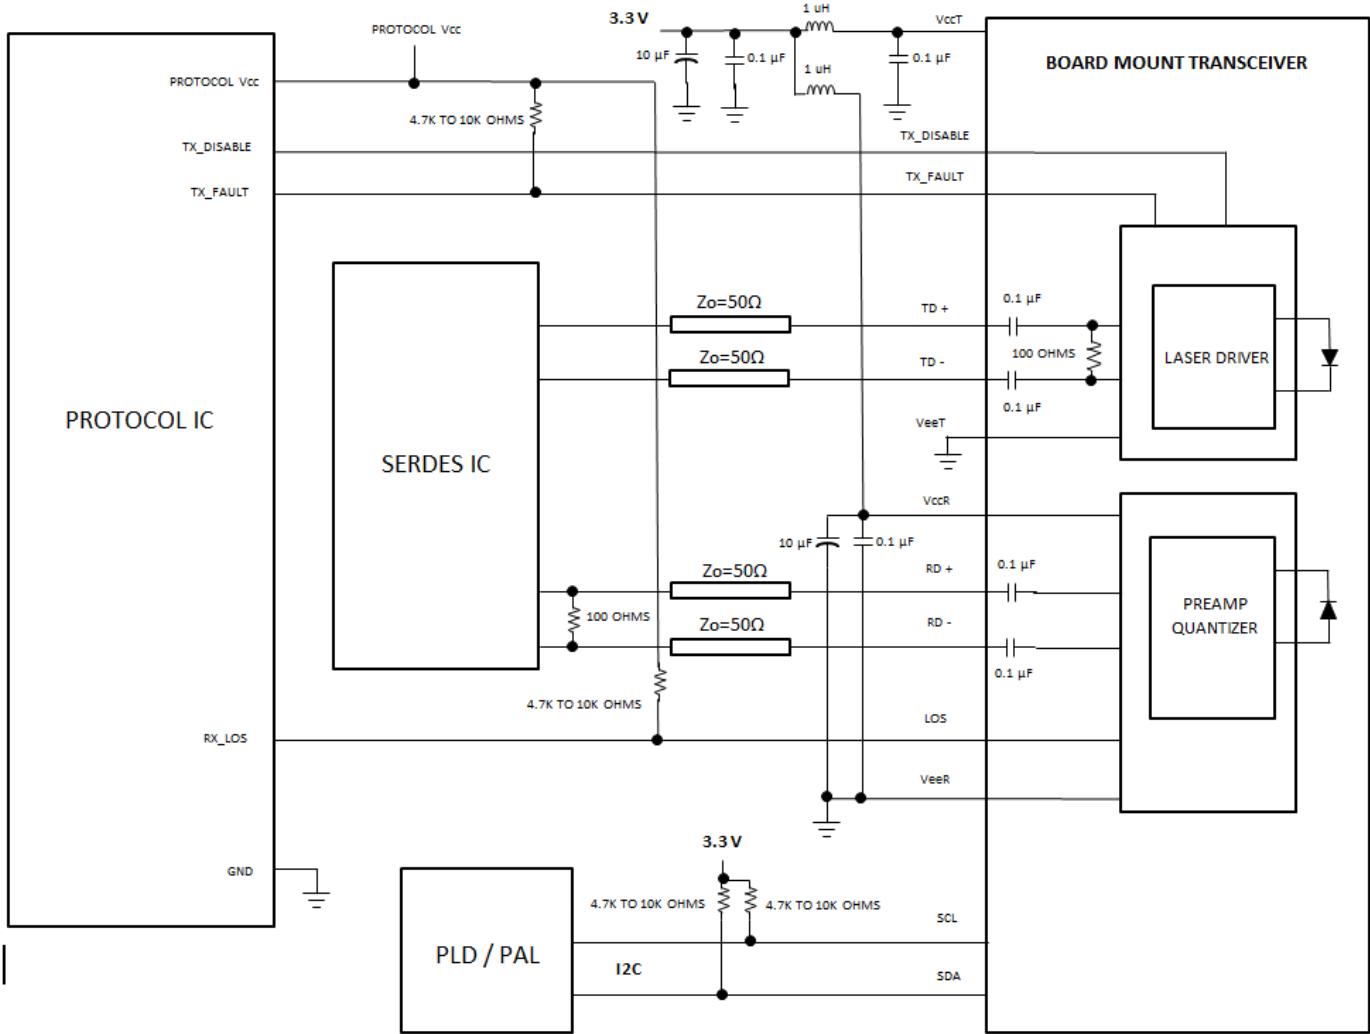 1 uH
3.3 V
VccT
PROTOCOL Vcc
10 µF
0.1 µF
0.1 µF
BOARD MOUNT TRANSCEIVER
1 uH
PROTOCOL Vcc
4.7K TO 10K OHMS
TX_DISABLE
TX_DISABLE
TX_FAULT
TX_FAULT
Zo=50Ω
TD +
0.1 µF
Zo=50Ω
TD -
100 OHMS
LASER DRIVER
0.1 µF
PROTOCOL IC
VeeT
SERDES IC
VccR
10 µF
0.1 µF
Zo=50Ω
RD +
0.1 µF
100 OHMS
Zo=50Ω
RD -
PREAMP
QUANTIZER
0.1 µF
4.7K TO 10K OHMS
LOS
RX_LOS
VeeR
3.3 V
GND
4.7K TO 10K OHMS
4.7K TO 10K OHMS
SCL
PLD / PAL
I2C
SDA